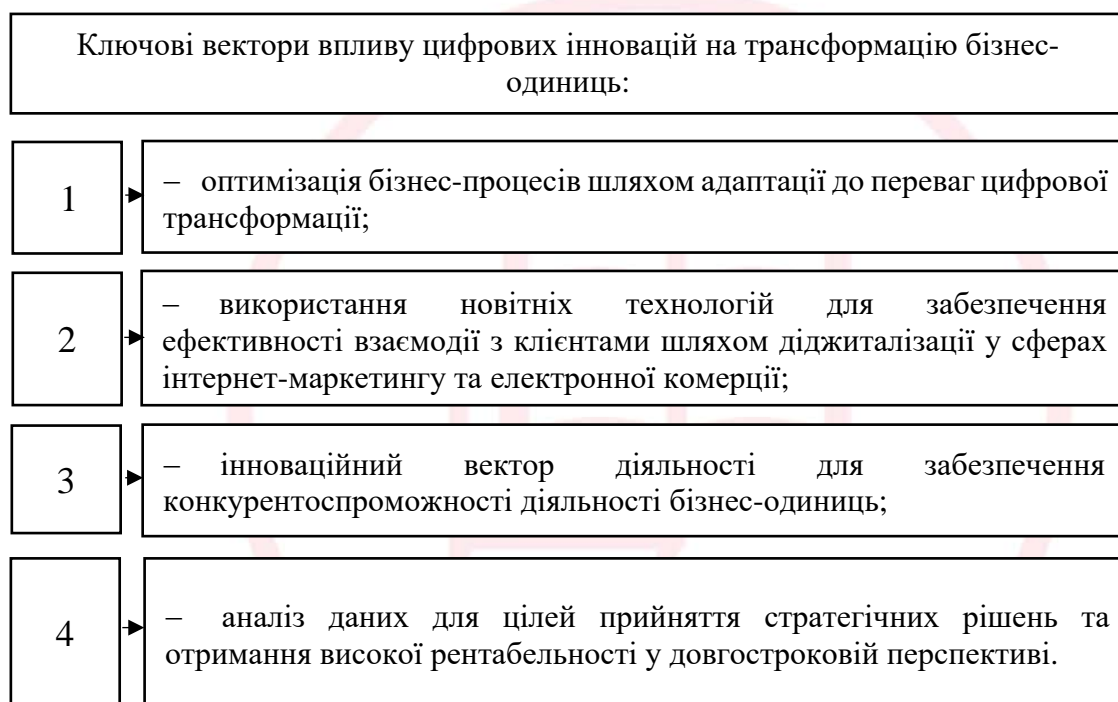 Ключові вектори впливу цифрових інновацій на трансформацію бізнес-
одиниць:
1
– оптимізація бізнес-процесів шляхом адаптації до переваг цифрової
трансформації;
2
– використання новітніх технологій для забезпечення
ефективності взаємодії з клієнтами шляхом діджиталізації у сферах
інтернет-маркетингу та електронної комерції;
3
– інноваційний вектор діяльності для забезпечення
конкурентоспроможності діяльності бізнес-одиниць;
4
– аналіз даних для цілей прийняття стратегічних рішень та
отримання високої рентабельності у довгостроковій перспективі.